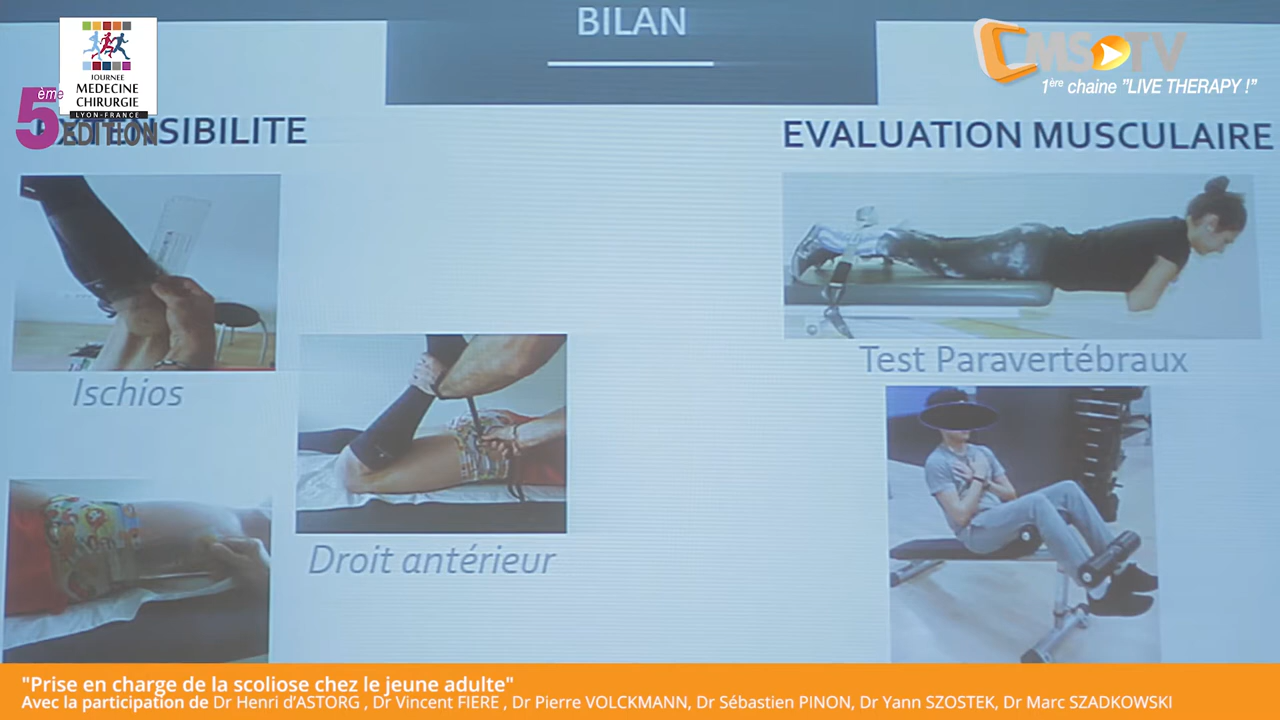 BILAN
JOURNEE
MEDECINE
CHIRURGIE
LYON-FRANCE
5ème
EDITION
CMS TV
1ère chaine "LIVE THERAPY !"
EVALUATION MUSCULAIRE
Ischios
Droit antérieur
Test Paravertébraux
"Prise en charge de la scoliose chez le jeune adulte"
Avec la participation de Dr Henri d'ASTORG , Dr Vincent FIERE , Dr Pierre VOLCKMANN, Dr Sébastien PINON, Dr Yann SZOSTEK, Dr Marc SZADKOWSKI